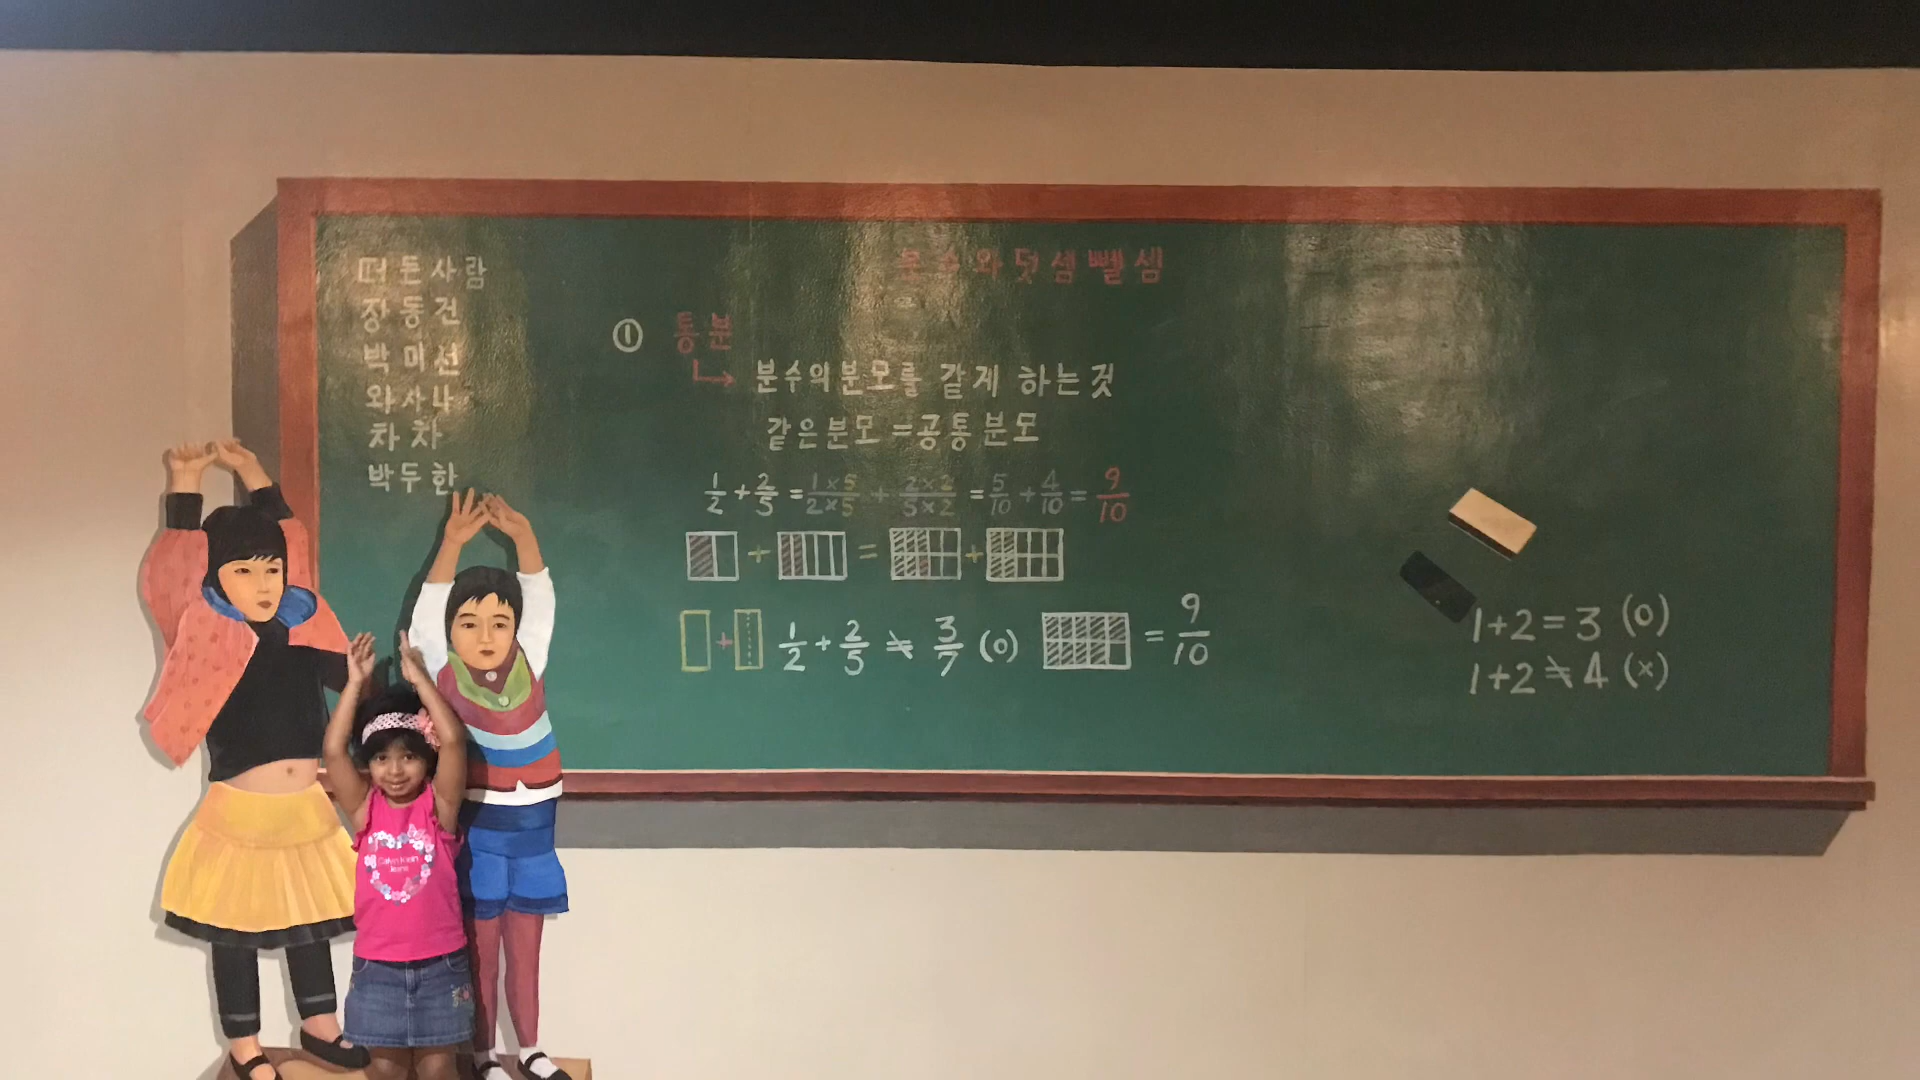 떠든사람
장동건
박미선
와사나
차차
박두한
분수와덧셈뺄셈
① 통분
↳ 분수의분모를 같게 하는것
같은분모=공통분모
1/2 + 2/5 = 1×5/2×5 + 2×2/5×2 = 5/10 + 4/10 = 9/10
+ = +
+ 1/2 + 2/5 ≠ 3/7 (o) = 9/10
1+2=3 (o)
1+2≠4 (x)
Calvin Klein
Jeans